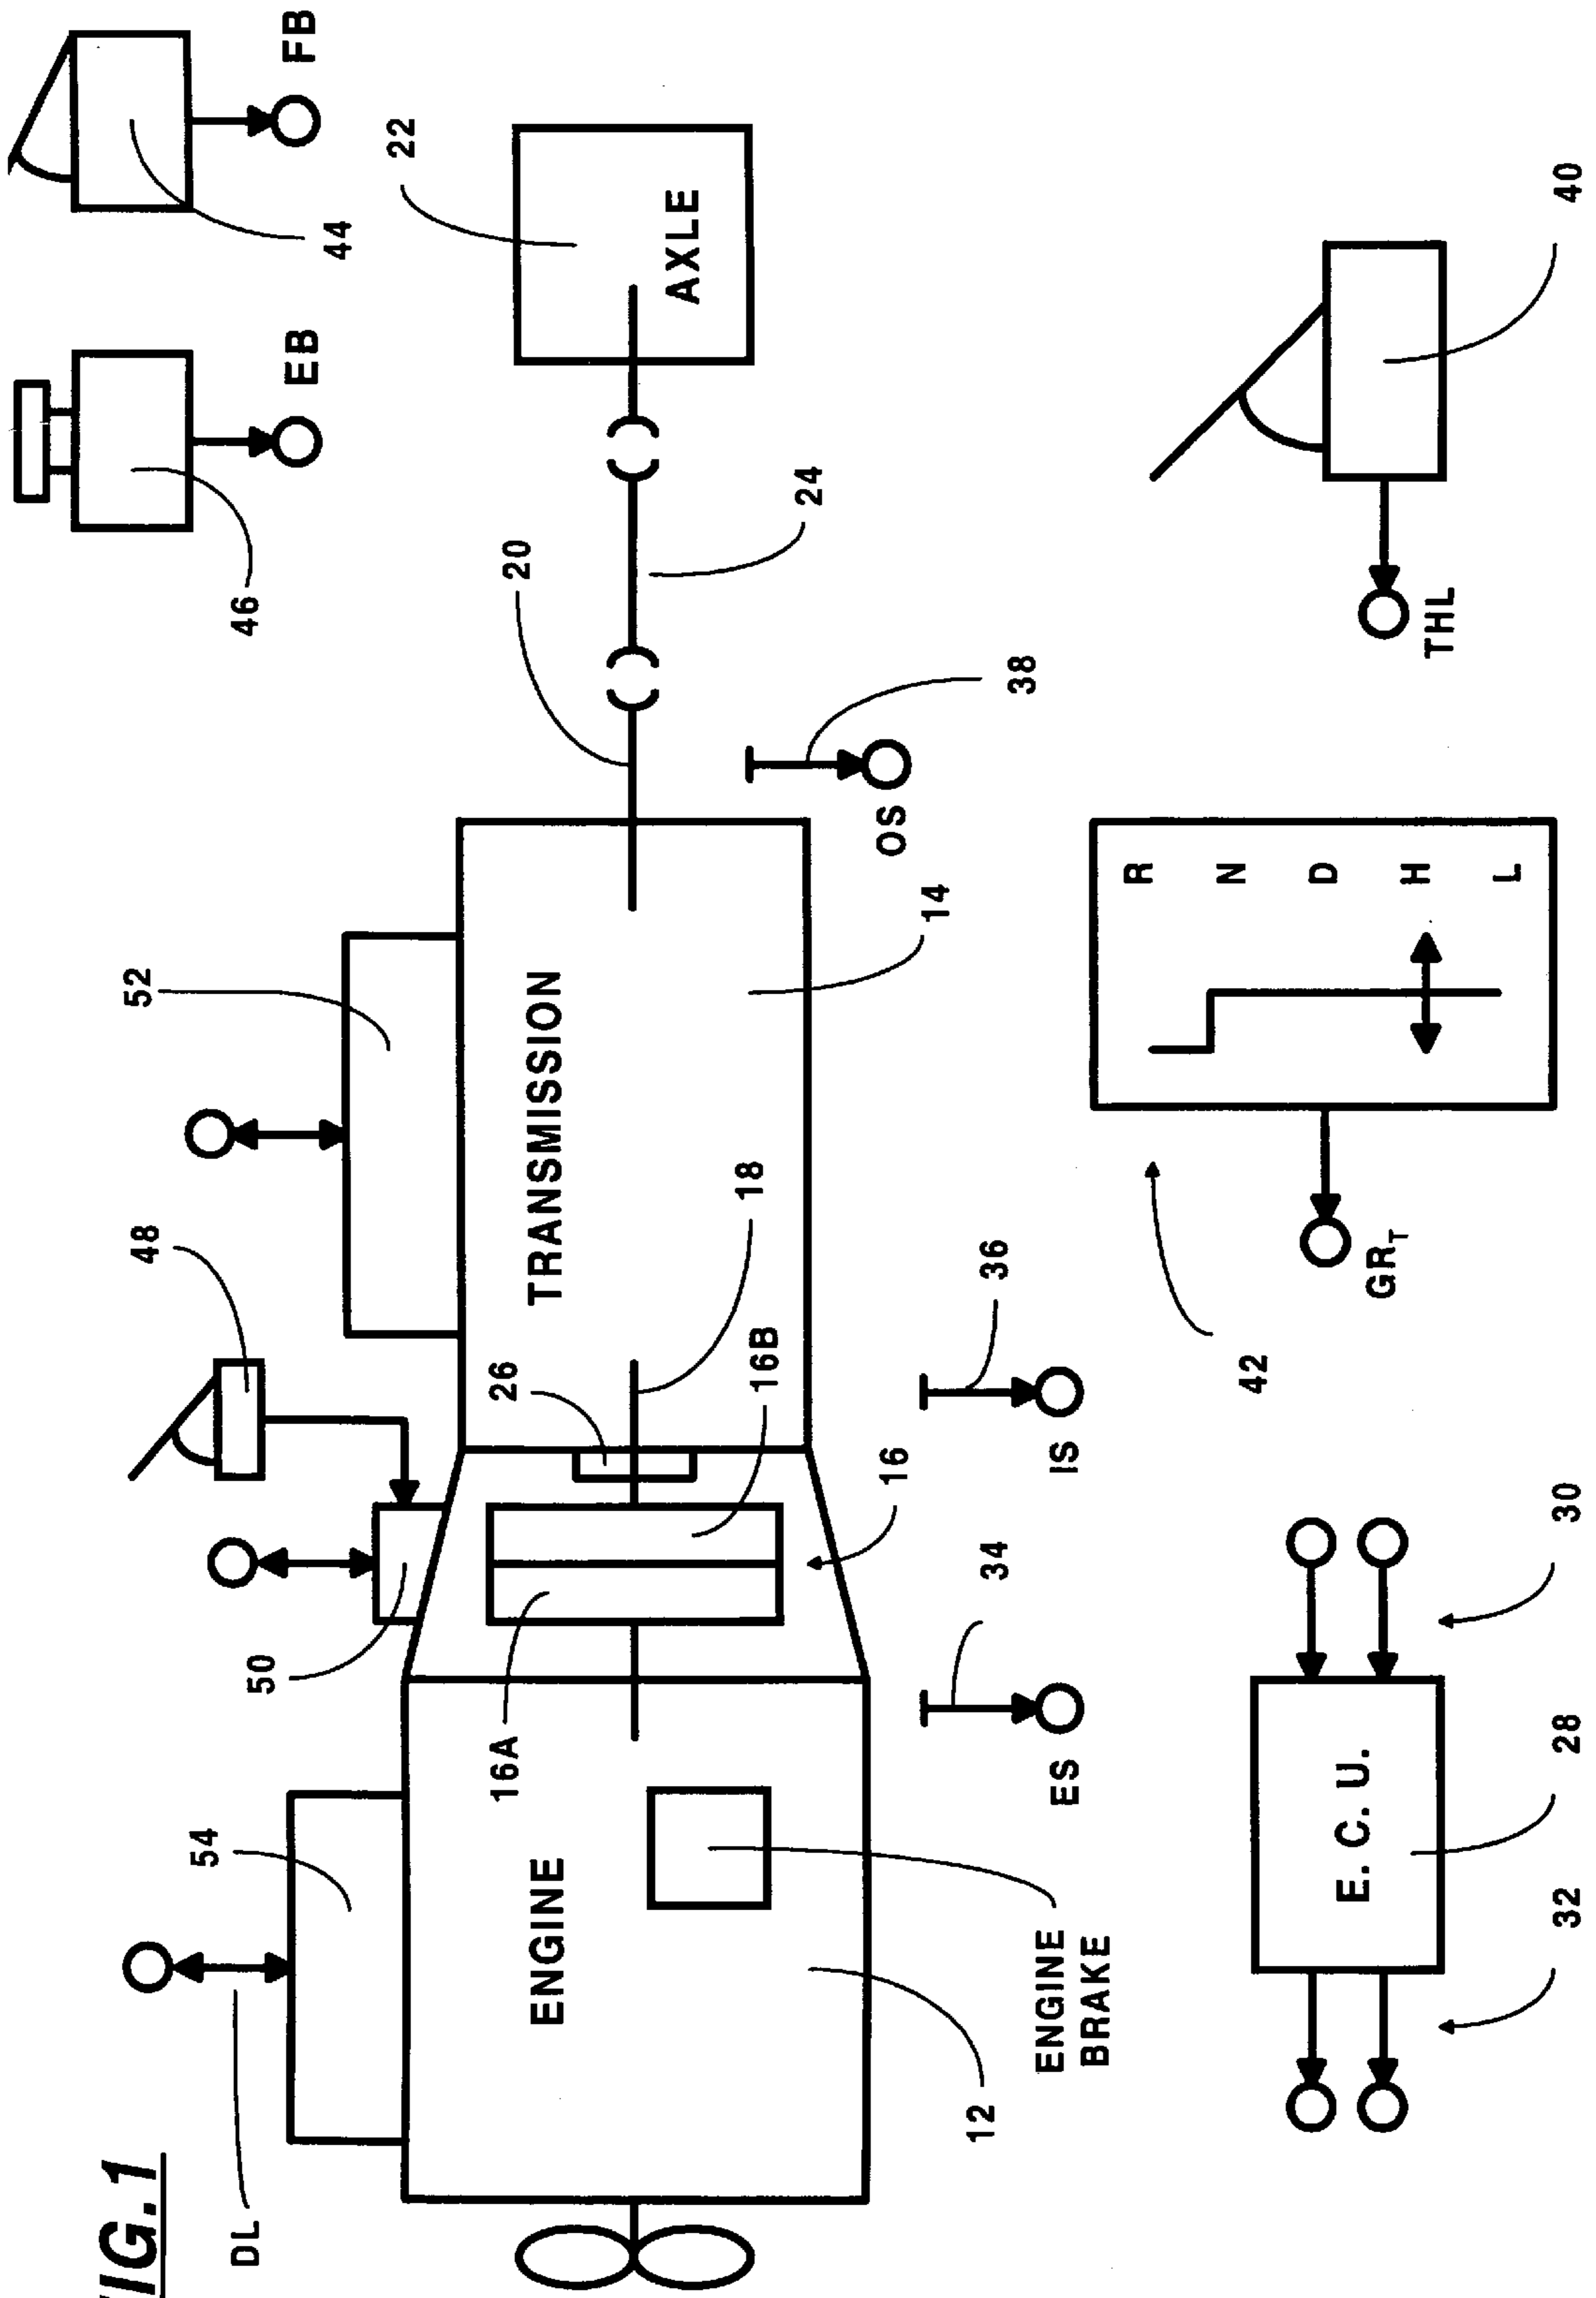 FIG.1
DL
54
50
48
52
46
EB
44
FB
22
AXLE
20
24
ENGINE
16A
26
16B
18
TRANSMISSION
14
12
ENGINE
BRAKE
ES
34
16
IS
36
OS
38
32
E. C. U.
28
30
42
GRT
R
N
D
H
L
THL
40